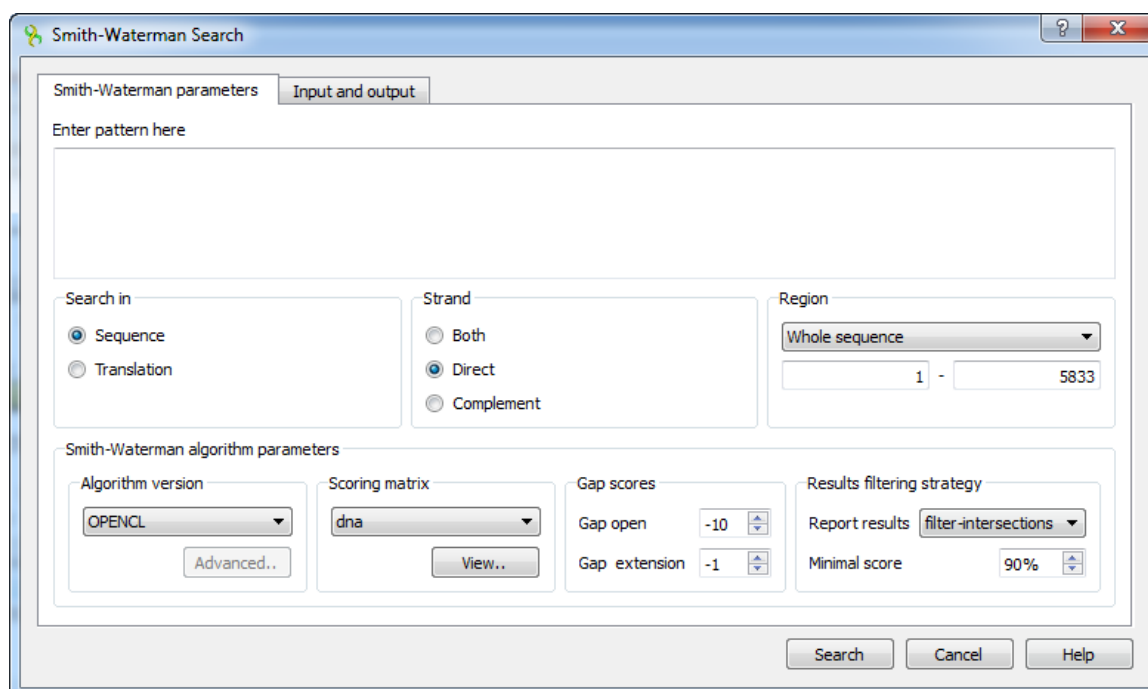 Smith-Waterman Search
Smith-Waterman parameters Input and output
Enter pattern here
Search in Strand Region
Sequence Both Whole sequence
Translation Direct 1 - 5833
Complement
Smith-Waterman algorithm parameters
Algorithm version Scoring matrix Gap scores Results filtering strategy
OPENCL dna Gap open -10 Report results filter-intersections
Advanced.. View.. Gap extension -1 Minimal score 90%
Search Cancel Help